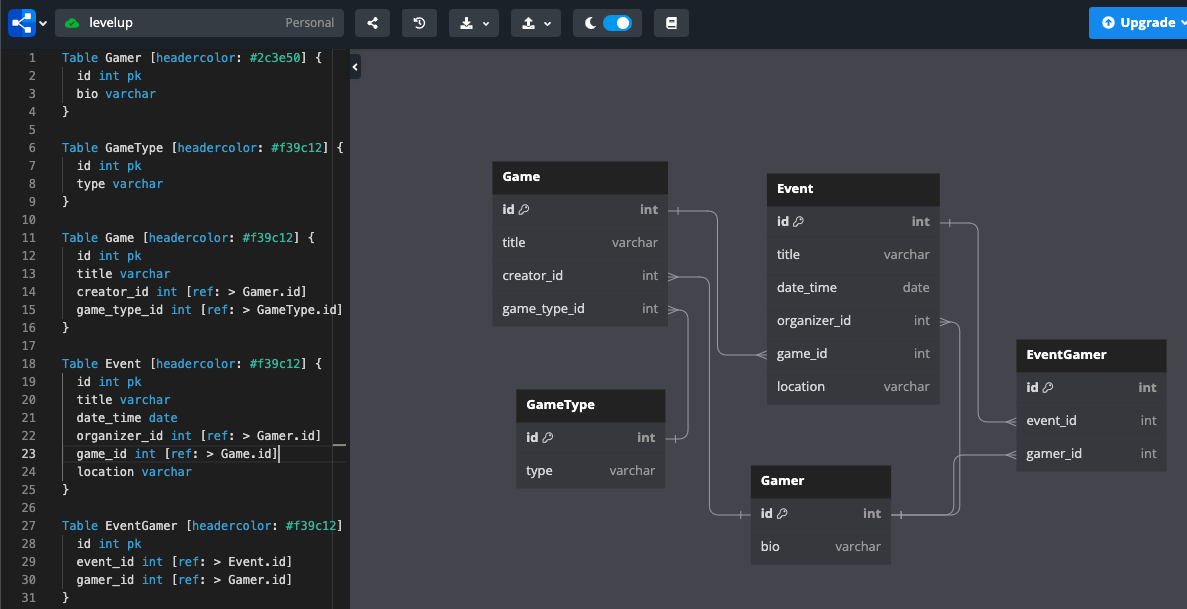 levelup Personal
Upgrade
1 Table Gamer [headercolor: #2c3e50] {
2 id int pk
3 bio varchar
4 }
5
6 Table GameType [headercolor: #f39c12] {
7 id int pk
8 type varchar
9 }
10
11 Table Game [headercolor: #f39c12] {
12 id int pk
13 title varchar
14 creator_id int [ref: > Gamer.id]
15 game_type_id int [ref: > GameType.id]
16 }
17
18 Table Event [headercolor: #f39c12] {
19 id int pk
20 title varchar
21 date_time date
22 organizer_id int [ref: > Gamer.id]
23 game_id int [ref: > Game.id]
24 location varchar
25 }
26
27 Table EventGamer [headercolor: #f39c12]
28 id int pk
29 event_id int [ref: > Event.id]
30 gamer_id int [ref: > Gamer.id]
31 }
Game
id int
title varchar
creator_id int
game_type_id int
GameType
id int
type varchar
Event
id int
title varchar
date_time date
organizer_id int
game_id int
location varchar
Gamer
id int
bio varchar
EventGamer
id int
event_id int
gamer_id int